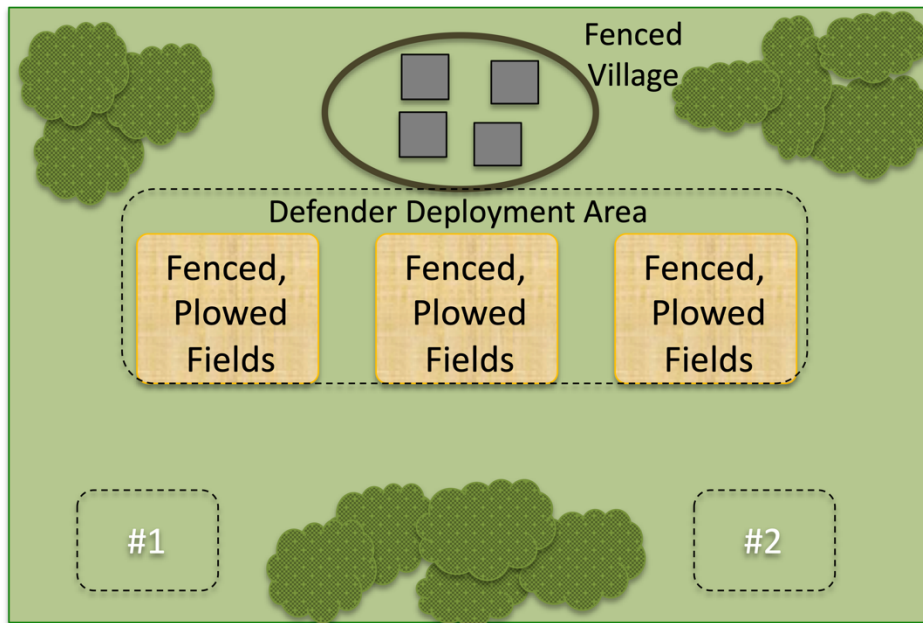 Fenced
Village
Defender Deployment Area
Fenced,
Plowed
Fields
Fenced,
Plowed
Fields
Fenced,
Plowed
Fields
#1
#2